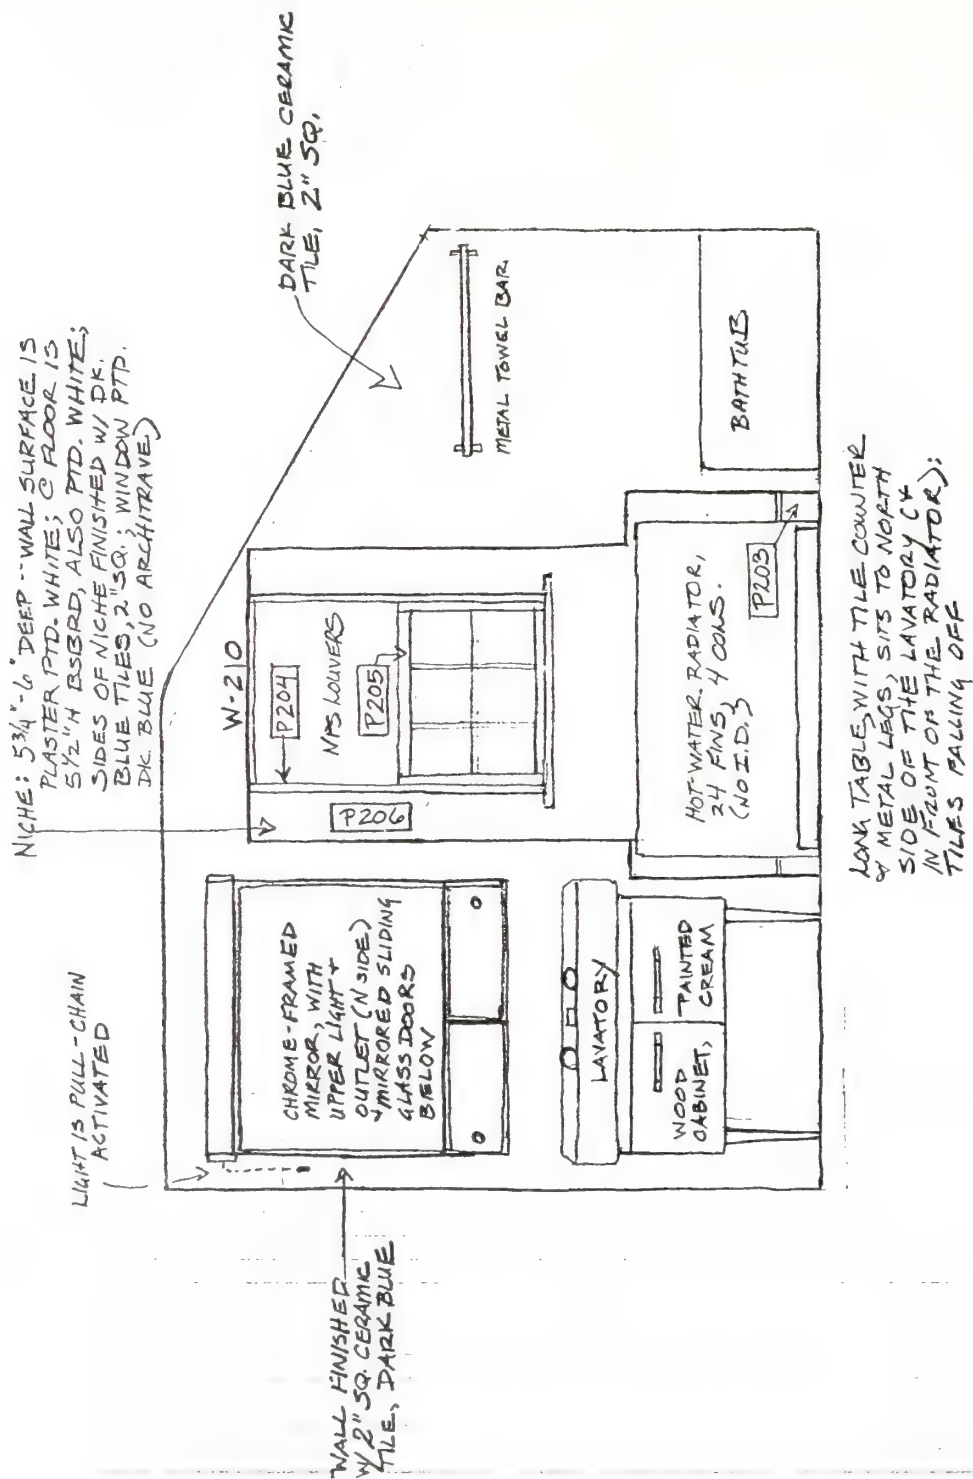 NICHE: 5 3/4"-6" DEEP -- WALL SURFACE IS
PLASTER PTD. WHITE; @ FLOOR IS
5 1/2" H BSBRD, ALSO PTD. WHITE;
SIDES OF NICHE FINISHED W/ DK.
BLUE TILES, 2" SQ.; WINDOW PTD.
DK. BLUE (NO ARCHITRAVE)
LIGHT IS PULL-CHAIN
ACTIVATED
WALL FINISHED
W/ 2" SQ. CERAMIC
TILE, DARK BLUE
CHROME-FRAMED
MIRROR, WITH
UPPER LIGHT +
OUTLET (N SIDE)
+ MIRRORED SLIDING
GLASS DOORS
BELOW
LAVATORY
WOOD
CABINET,
PAINTED
CREAM
W-210
P204
NPS LOUVERS
P205
P206
HOT-WATER RADIATOR,
24 FINS, 4 COLS.
(NO I.D.)
P203
DARK BLUE CERAMIC
TILE, 2" SQ.
METAL TOWEL BAR.
BATHTUB
LONG TABLE, WITH TILE COUNTER
& METAL LEGS, SITS TO NORTH
SIDE OF THE LAVATORY (&
IN FRONT OF THE RADIATOR);
TILES FALLING OFF